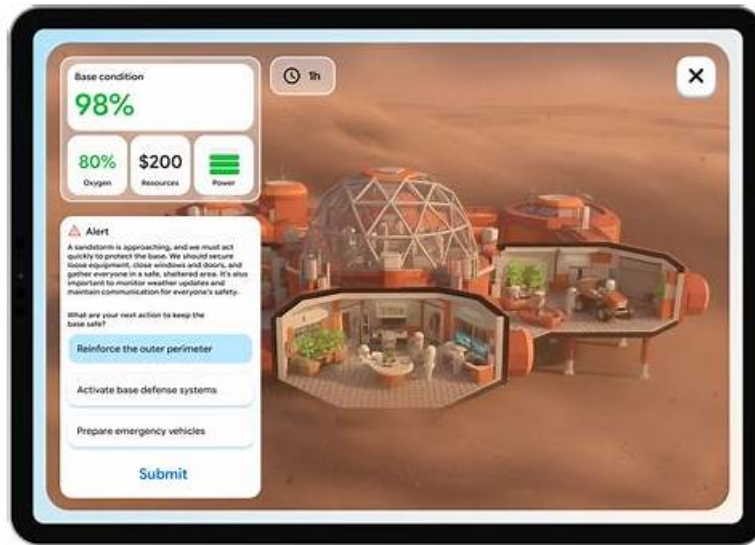 Base condition
98%
1h
80%
Oxygen
$200
Resources
Power
Alert
A sandstorm is approaching, and we must act
quickly to protect the base. We should secure
loose equipment, close windows and doors, and
gather everyone in a safe, sheltered area. It's also
important to monitor weather updates and
maintain communication for everyone's safety.
What are your next action to keep the
base safe?
Reinforce the outer perimeter
Activate base defense systems
Prepare emergency vehicles
Submit